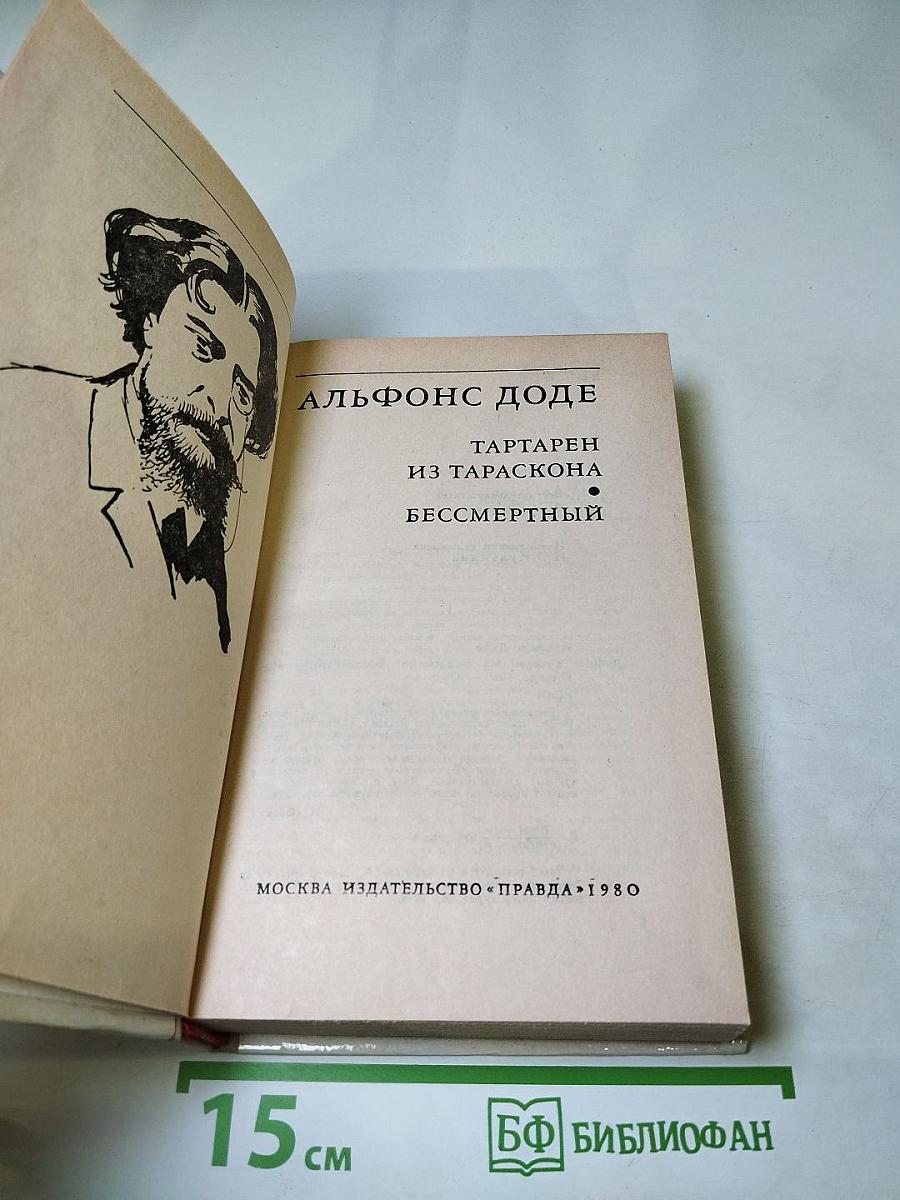 АЛЬФОНС ДОДЕ
ТАРТАРЕН
ИЗ ТАРАСКОНА
•
БЕССМЕРТНЫЙ
МОСКВА ИЗДАТЕЛЬСТВО «ПРАВДА» 1980
15 см
БФ БИБЛИОФАН